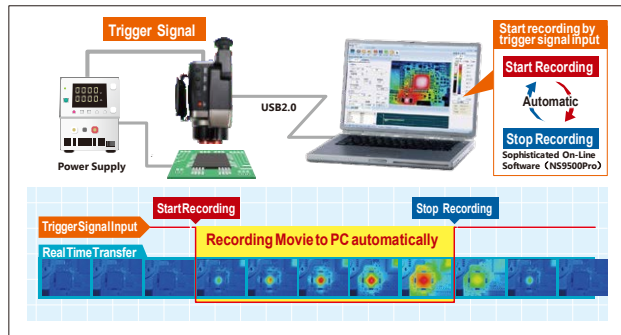 Trigger Signal
Start recording by
trigger signal input
Start Recording
Automatic
Stop Recording
Sophisticated On-Line
Software（NS9500Pro）
USB2.0
Power Supply
Start Recording
Stop Recording
Trigger Signal Input
Recording Movie to PC automatically
Real Time Transfer